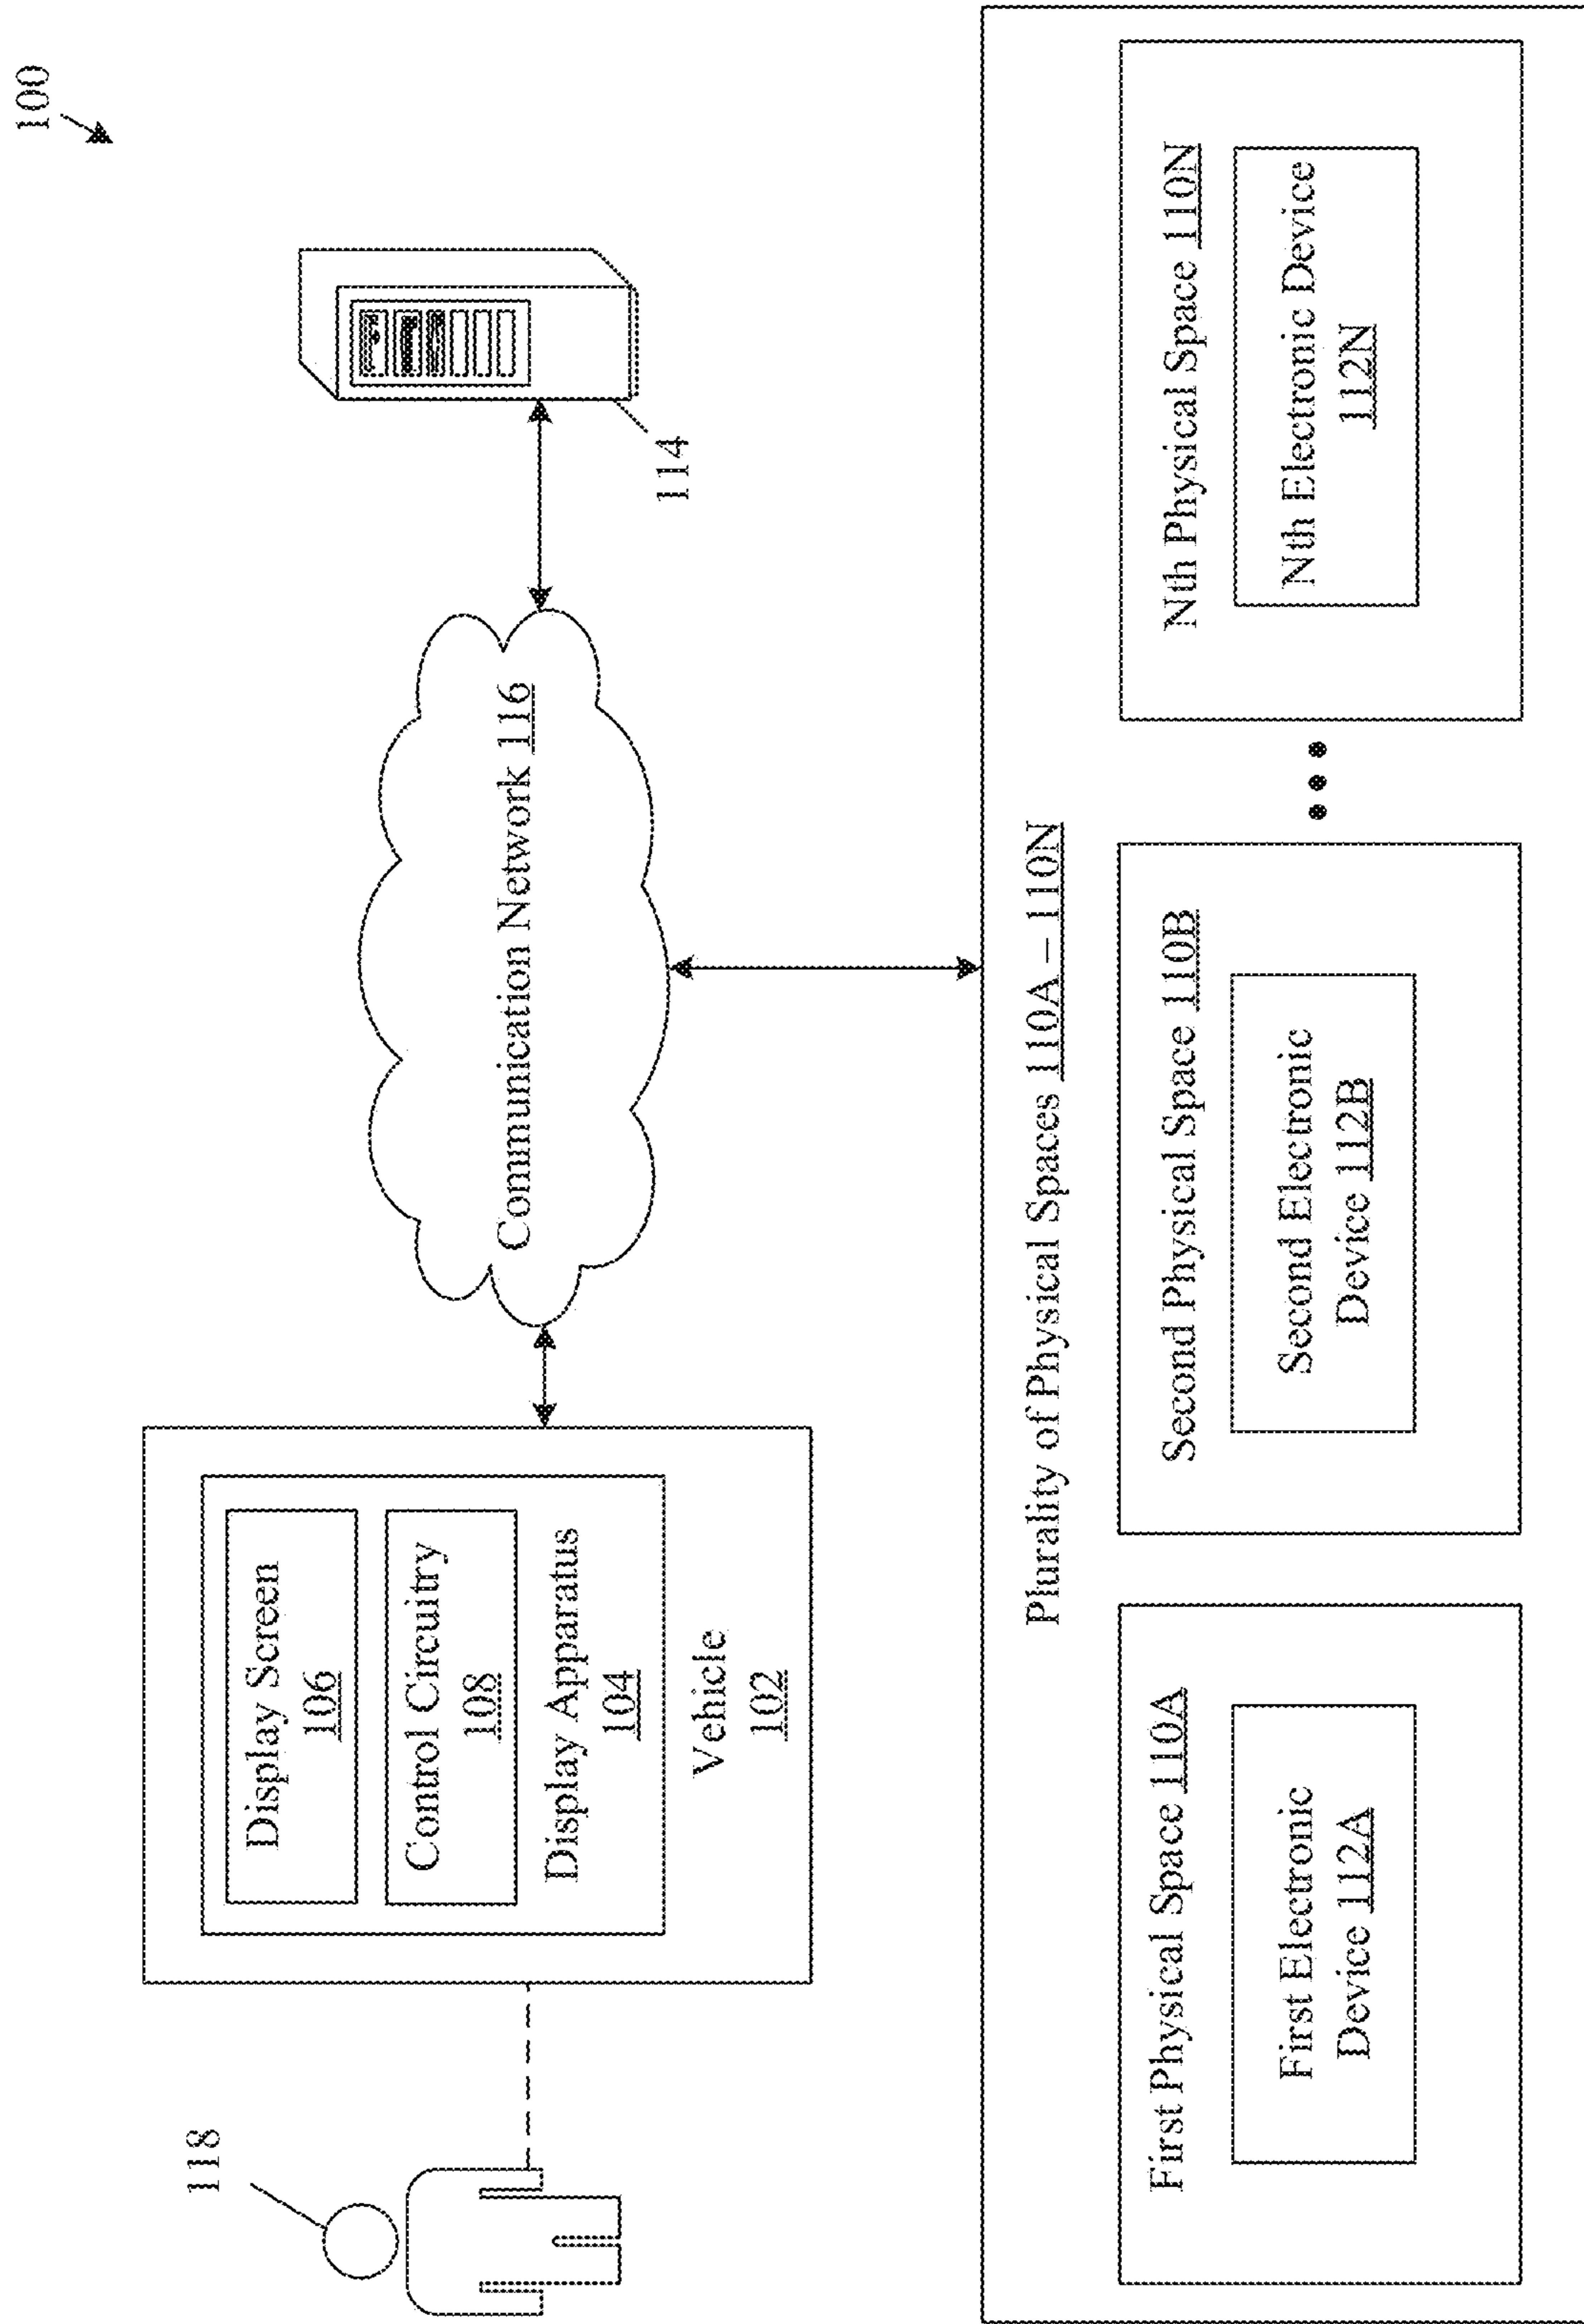 100
118
Display Screen
106
Control Circuitry
108
Display Apparatus
104
Vehicle
102
Communication Network 116
114
Plurality of Physical Spaces 110A – 110N
First Physical Space 110A
First Electronic
Device 112A
Second Physical Space 110B
Second Electronic
Device 112B
Nth Physical Space 110N
Nth Electronic Device
112N